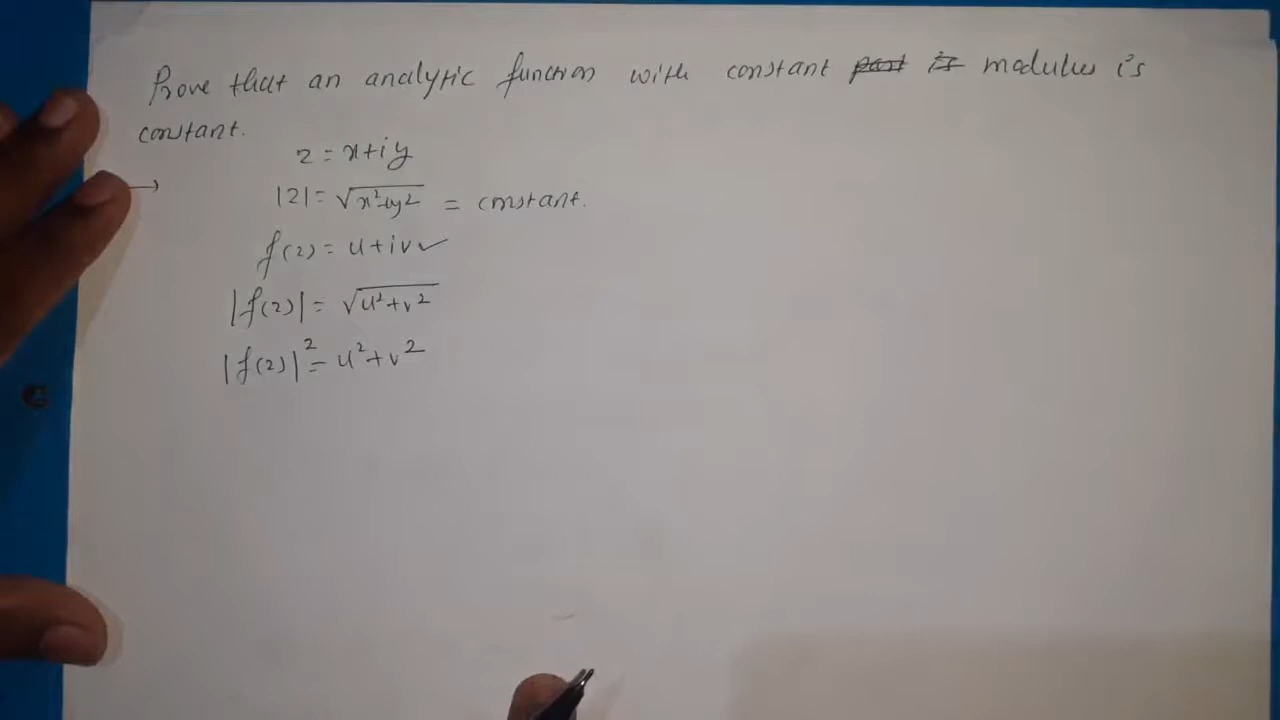 Prove that an analytic function with constant part is modulus is
constant.
z = x+iy
→ |z| = √x²+y² = constant.
f(z) = u+iv ✓
|f(z)| = √u²+v²
|f(z)|² = u²+v²